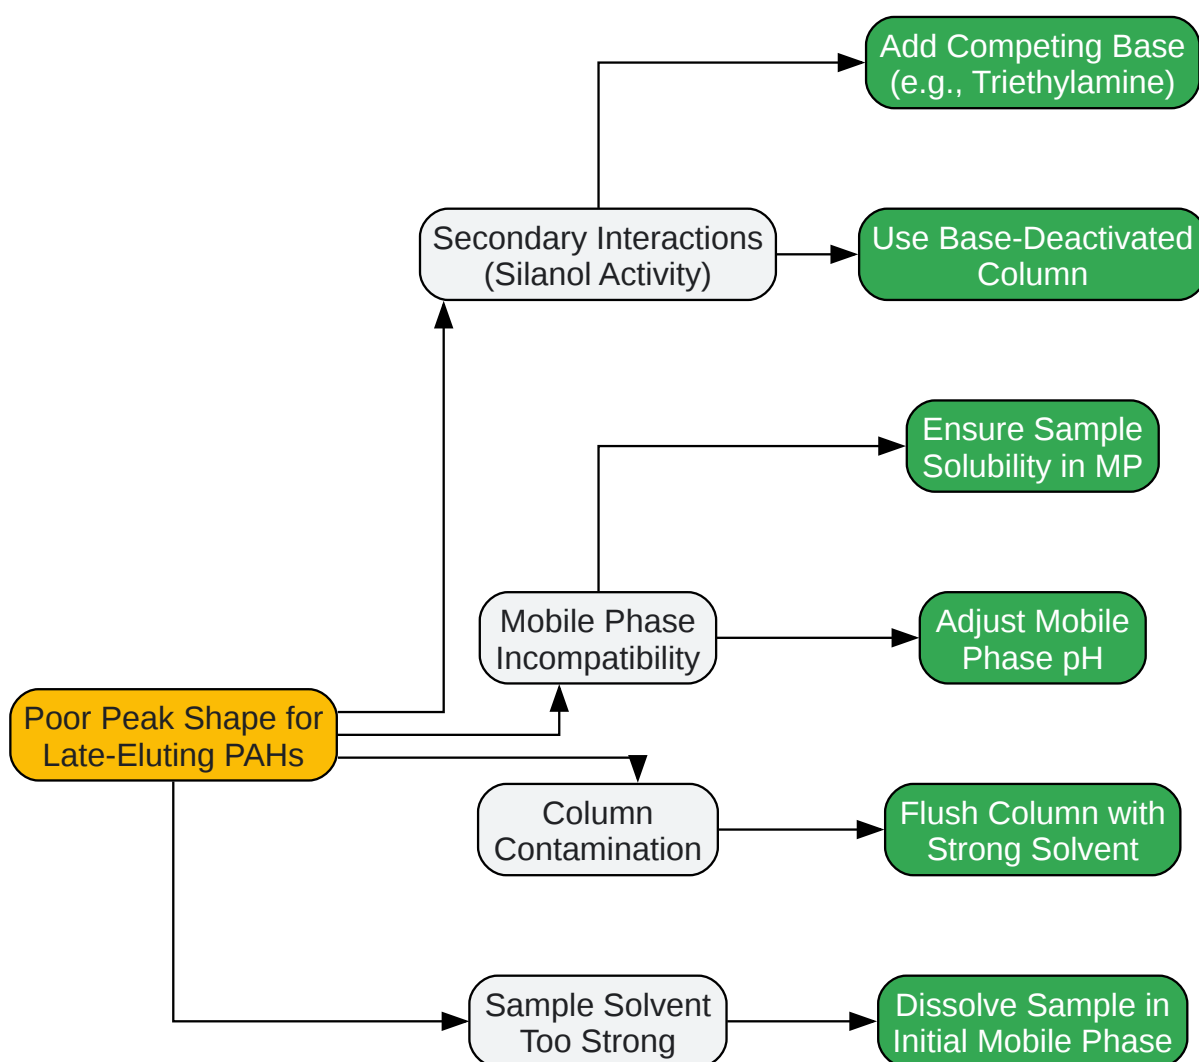 Add Competing Base
(e.g., Triethylamine)
Secondary Interactions
(Silanol Activity)
Use Base-Deactivated
Column
Ensure Sample
Solubility in MP
Mobile Phase
Incompatibility
Adjust Mobile
Phase pH
Poor Peak Shape for
Late-Eluting PAHs
Column
Contamination
Flush Column with
Strong Solvent
Sample Solvent
Too Strong
Dissolve Sample in
Initial Mobile Phase